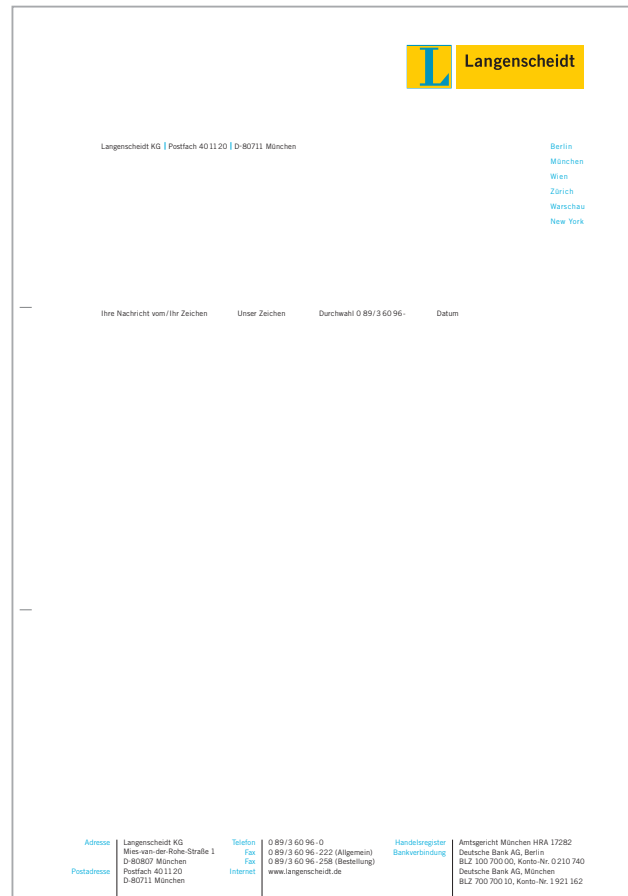 L Langenscheidt
Langenscheidt KG | Postfach 40 11 20 | D-80711 München
Berlin
München
Wien
Zürich
Warschau
New York
Ihre Nachricht vom/Ihr Zeichen Unser Zeichen Durchwahl 0 89/3 60 96- Datum
Adresse Langenscheidt KG
Mies-van-der-Rohe-Straße 1
D-80807 München
Postadresse Postfach 40 11 20
D-80711 München
Telefon 0 89/3 60 96-0
Fax 0 89/3 60 96-222 (Allgemein)
Fax 0 89/3 60 96-258 (Bestellung)
Internet www.langenscheidt.de
Handelsregister Amtsgericht München HRA 17282
Bankverbindung Deutsche Bank AG, Berlin
BLZ 100 700 00, Konto-Nr. 0 210 740
Deutsche Bank AG, München
BLZ 700 700 10, Konto-Nr. 1 921 162